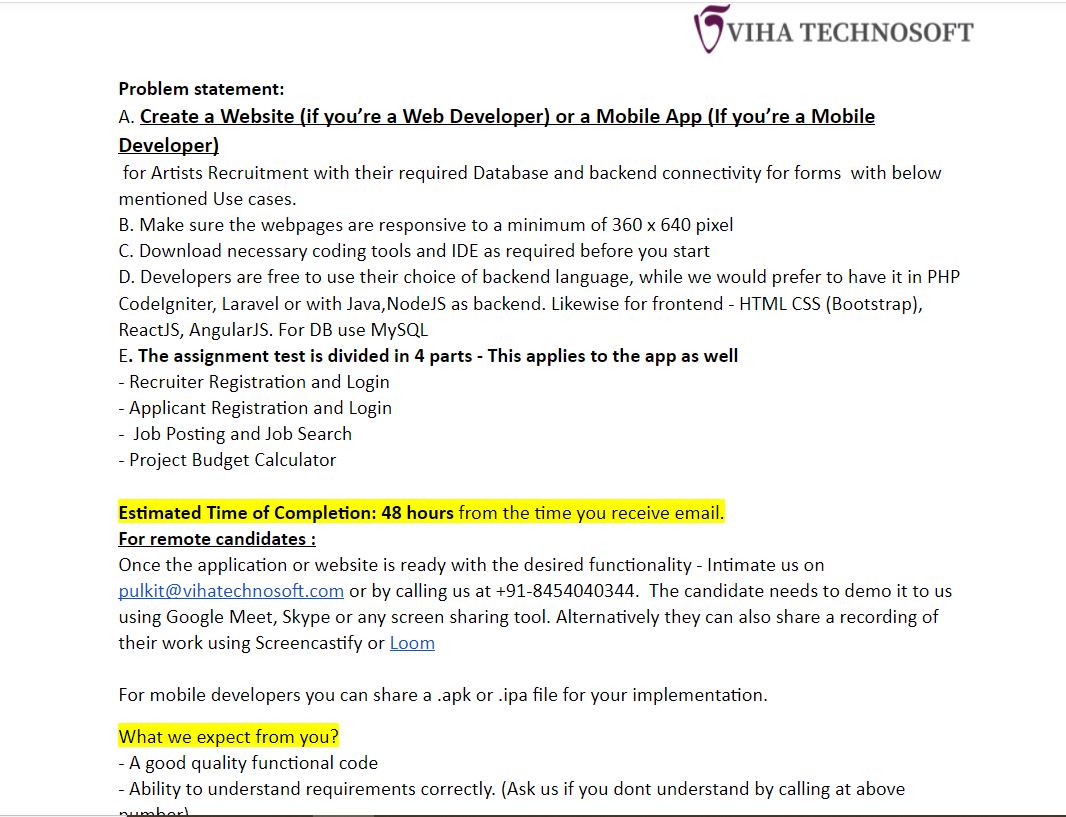 VIHA TECHNOSOFT
Problem statement:
A. Create a Website (if you’re a Web Developer) or a Mobile App (If you’re a Mobile
Developer)
for Artists Recruitment with their required Database and backend connectivity for forms with below
mentioned Use cases.
B. Make sure the webpages are responsive to a minimum of 360 x 640 pixel
C. Download necessary coding tools and IDE as required before you start
D. Developers are free to use their choice of backend language, while we would prefer to have it in PHP
CodeIgniter, Laravel or with Java,NodeJS as backend. Likewise for frontend - HTML CSS (Bootstrap),
ReactJS, AngularJS. For DB use MySQL
E. The assignment test is divided in 4 parts - This applies to the app as well
- Recruiter Registration and Login
- Applicant Registration and Login
- Job Posting and Job Search
- Project Budget Calculator
Estimated Time of Completion: 48 hours from the time you receive email.
For remote candidates :
Once the application or website is ready with the desired functionality - Intimate us on
pulkit@vihatechnosoft.com or by calling us at +91-8454040344. The candidate needs to demo it to us
using Google Meet, Skype or any screen sharing tool. Alternatively they can also share a recording of
their work using Screencastify or Loom
For mobile developers you can share a .apk or .ipa file for your implementation.
What we expect from you?
- A good quality functional code
- Ability to understand requirements correctly. (Ask us if you dont understand by calling at above
number)